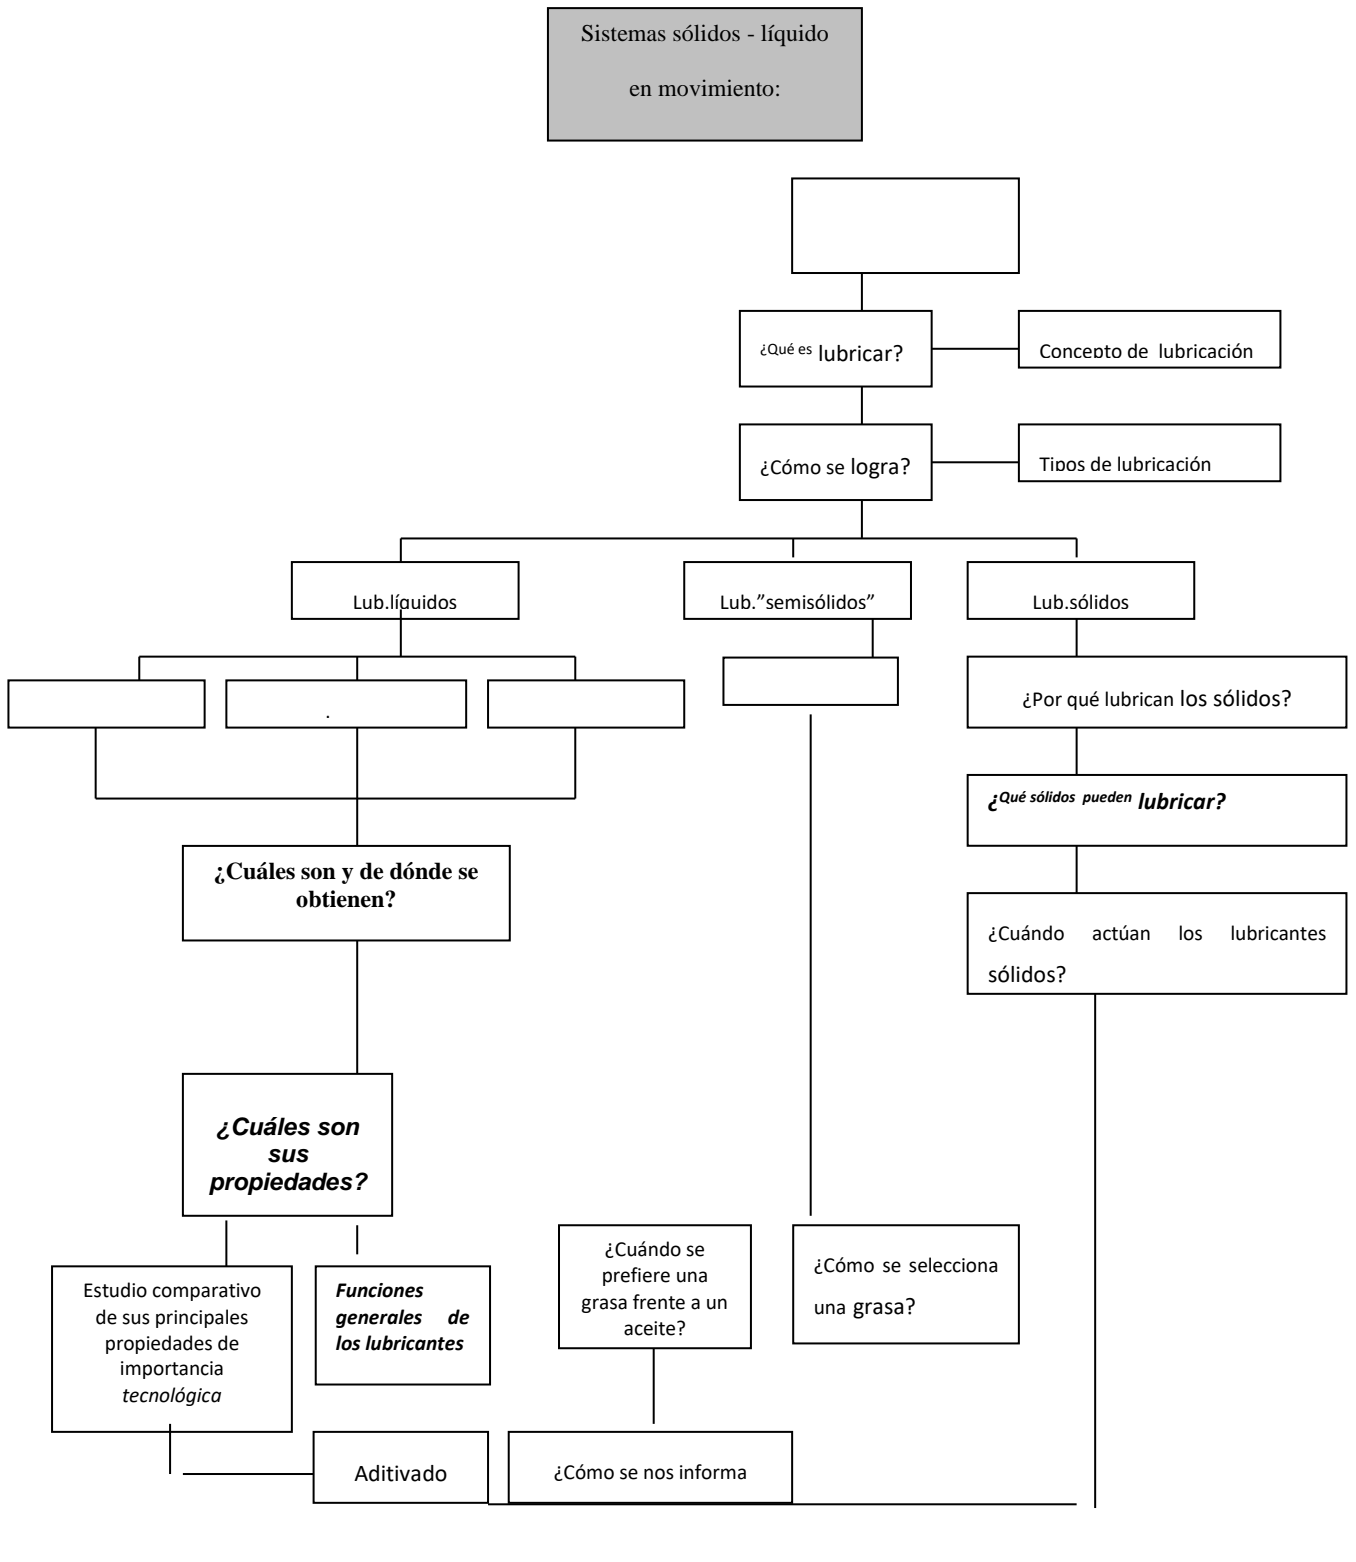 Sistemas sólidos - líquido
en movimiento:
¿Qué es lubricar?
Concepto de lubricación
¿Cómo se logra?
Tipos de lubricación
Lub.líquidos
Lub.”semisólidos”
Lub.sólidos
.
¿Por qué lubrican los sólidos?
¿Qué sólidos pueden lubricar?
¿Cuáles son y de dónde se
obtienen?
¿Cuándo actúan los lubricantes
sólidos?
¿Cuáles son
sus
propiedades?
¿Cuándo se
prefiere una
grasa frente a un
aceite?
¿Cómo se selecciona
una grasa?
Estudio comparativo
de sus principales
propiedades de
importancia
tecnológica
Funciones
generales de
los lubricantes
Aditivado
¿Cómo se nos informa